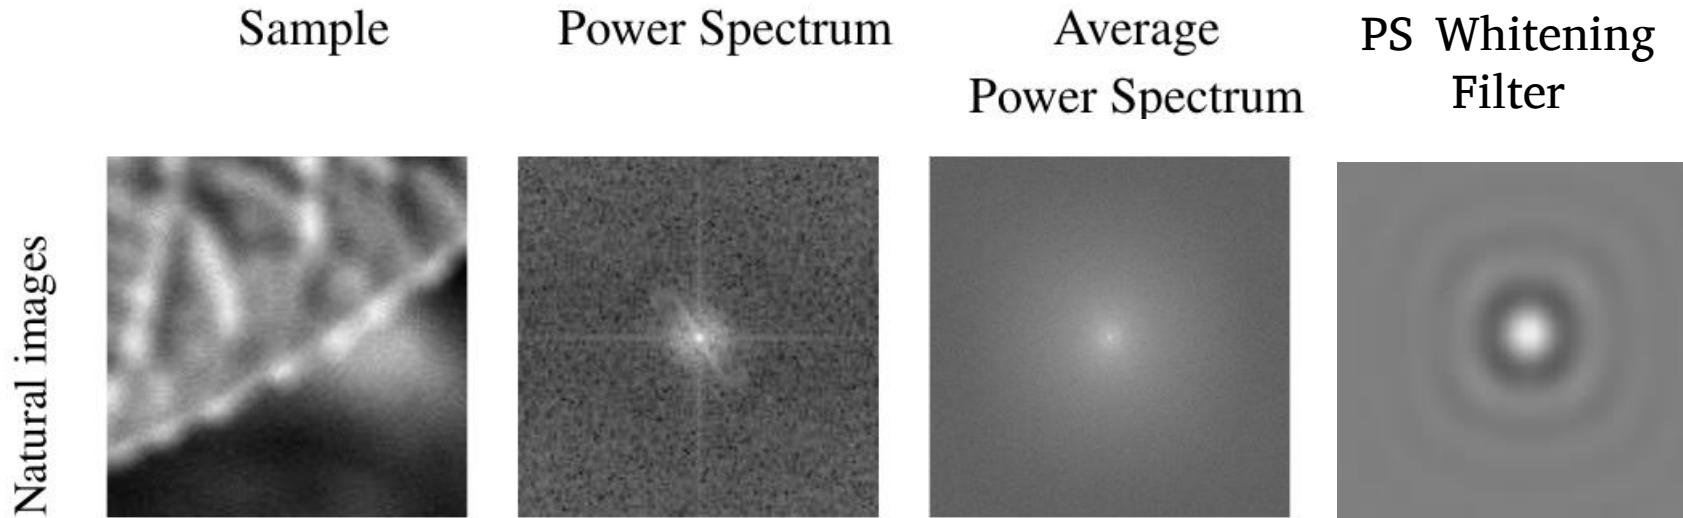 Sample
Power Spectrum
Average
Power Spectrum
PS Whitening
Filter
Natural images